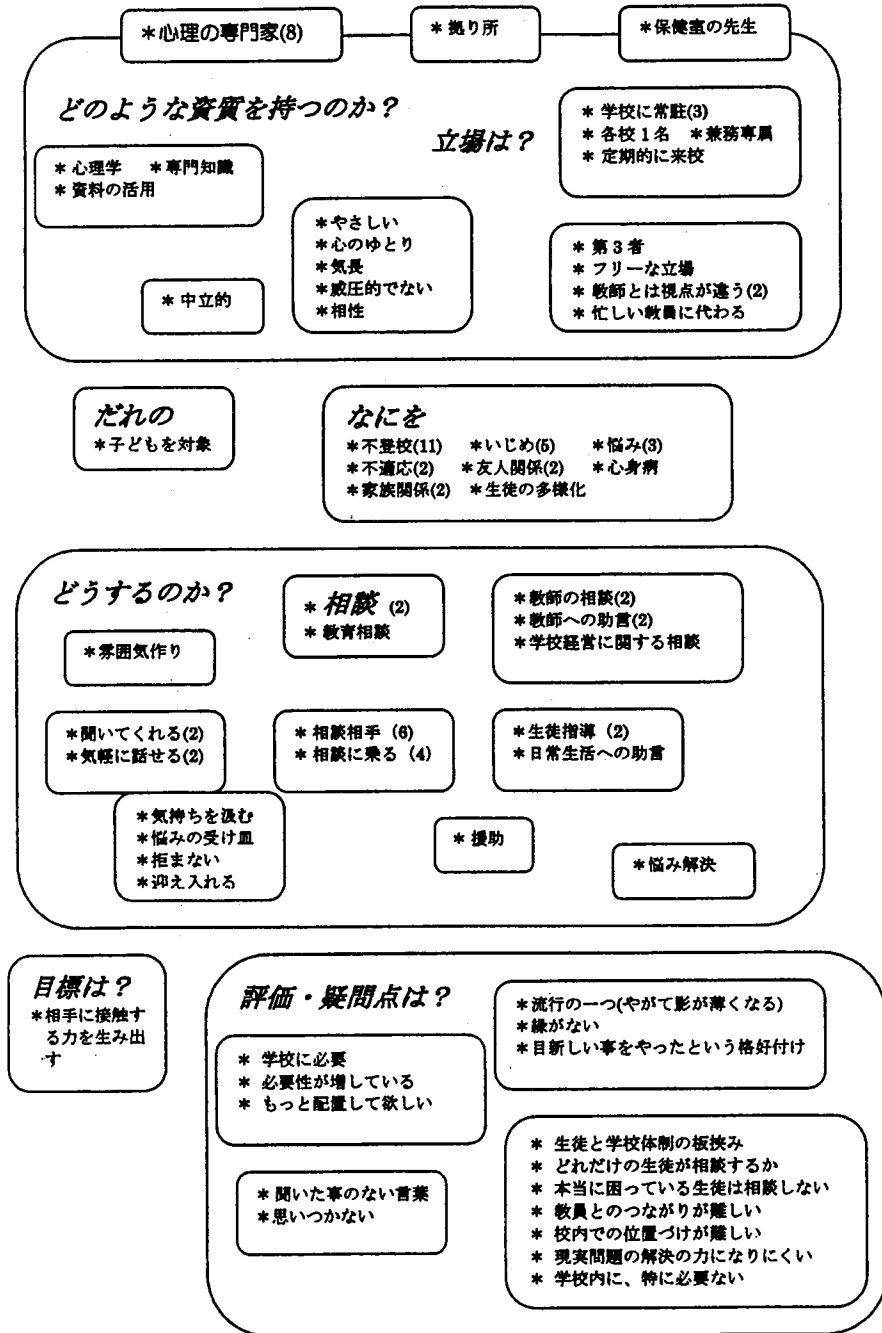 ＊心理の専門家(8)
＊拠り所
＊保健室の先生
どのような資質を持つのか？
立場は？
＊学校に常駐(3)
＊各校１名　＊兼務専属
＊定期的に来校
＊心理学　＊専門知識
＊資料の活用
＊やさしい
＊心のゆとり
＊気長
＊威圧的でない
＊相性
＊第３者
＊フリーな立場
＊教師とは視点が違う(2)
＊忙しい教員に代わる
＊中立的
だれの
＊子どもを対象
なにを
＊不登校(11)　＊いじめ(5)　＊悩み(3)
＊不適応(2)　＊友人関係(2)　＊心身病
＊家族関係(2)　＊生徒の多様化
どうするのか？
＊相談 (2)
＊教育相談
＊教師の相談(2)
＊教師への助言(2)
＊学校経営に関する相談
＊雰囲気作り
＊聞いてくれる(2)
＊気軽に話せる(2)
＊相談相手 (6)
＊相談に乗る (4)
＊生徒指導 (2)
＊日常生活への助言
＊気持ちを汲む
＊悩みの受け皿
＊拒まない
＊迎え入れる
＊援助
＊悩み解決
目標は？
＊相手に接触す
る力を生み出
す
評価・疑問点は？
＊流行の一つ(やがて影が薄くなる)
＊縁がない
＊目新しい事をやったという格好付け
＊学校に必要
＊必要性が増している
＊もっと配置して欲しい
＊生徒と学校体制の板挟み
＊どれだけの生徒が相談するか
＊本当に困っている生徒は相談しない
＊教員とのつながりが難しい
＊校内での位置づけが難しい
＊現実問題の解決の力になりにくい
＊学校内に、特に必要ない
＊聞いた事のない言葉
＊思いつかない